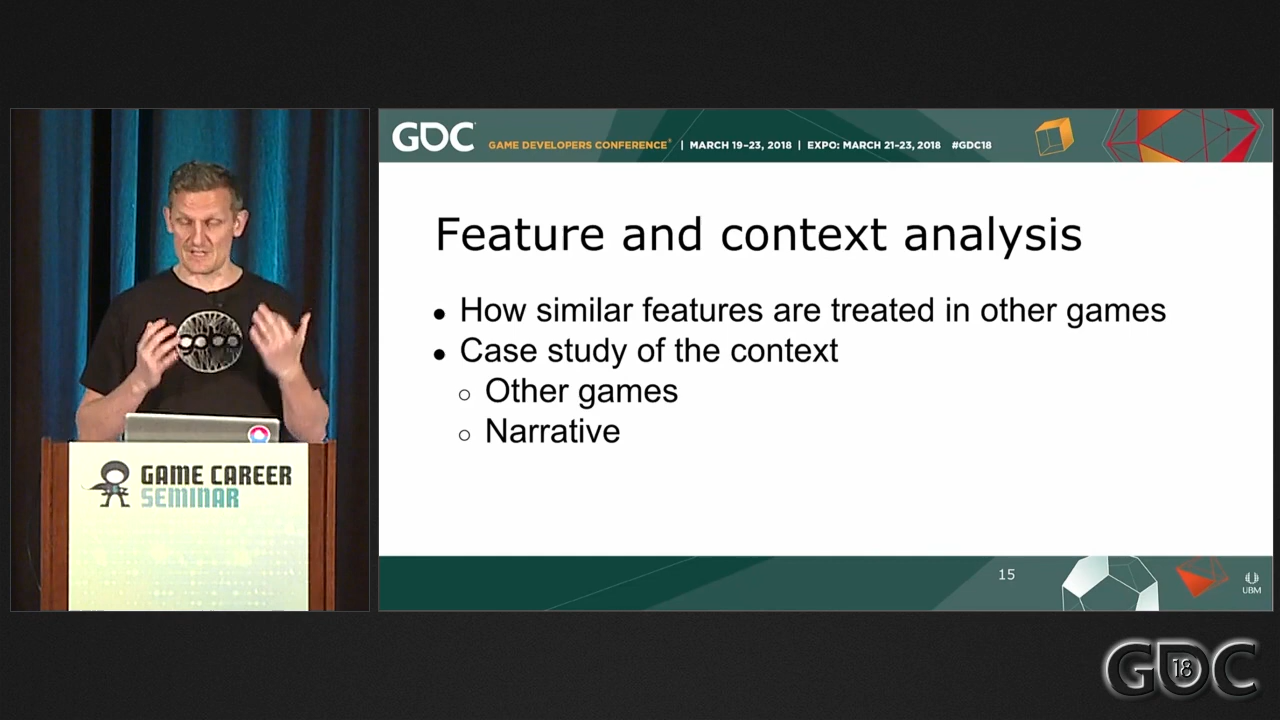 GDC GAME DEVELOPERS CONFERENCE® | MARCH 19–23, 2018 | EXPO: MARCH 21–23, 2018 #GDC18
Feature and context analysis
● How similar features are treated in other games
● Case study of the context
○ Other games
○ Narrative
GAME CAREER
SEMINAR
15
UBM
GDC 18